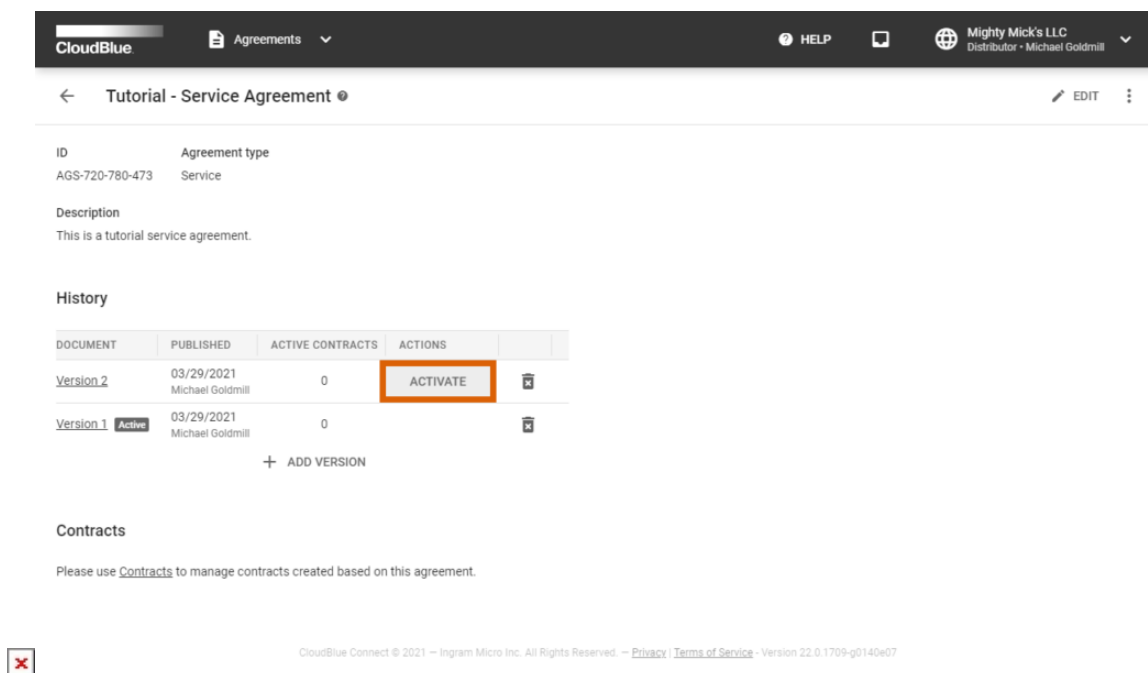 CloudBlue.
Agreements
HELP
Mighty Mick's LLC
Distributor • Michael Goldmill
Tutorial - Service Agreement
EDIT
ID Agreement type
AGS-720-780-473 Service
Description
This is a tutorial service agreement.
History
DOCUMENT PUBLISHED ACTIVE CONTRACTS ACTIONS
Version 2 03/29/2021 0 ACTIVATE
Michael Goldmill
Version 1 Active 03/29/2021 0
Michael Goldmill
+ ADD VERSION
Contracts
Please use Contracts to manage contracts created based on this agreement.
CloudBlue Connect © 2021 — Ingram Micro Inc. All Rights Reserved. — Privacy | Terms of Service - Version 22.0.1709-g0140e07